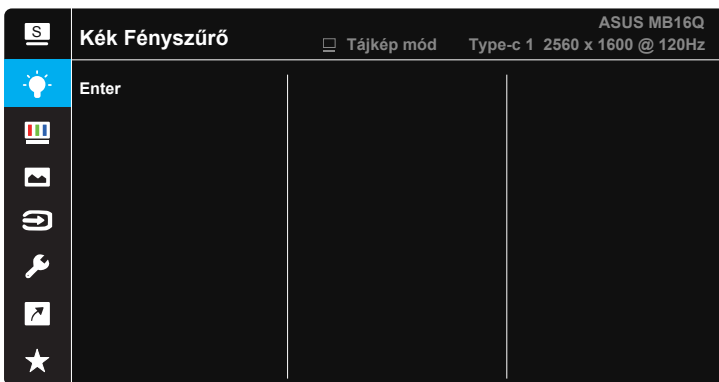 S
ASUS MB16Q
Kék Fényszűrő
Tájkép mód Type-c 1 2560 x 1600 @ 120Hz
Enter